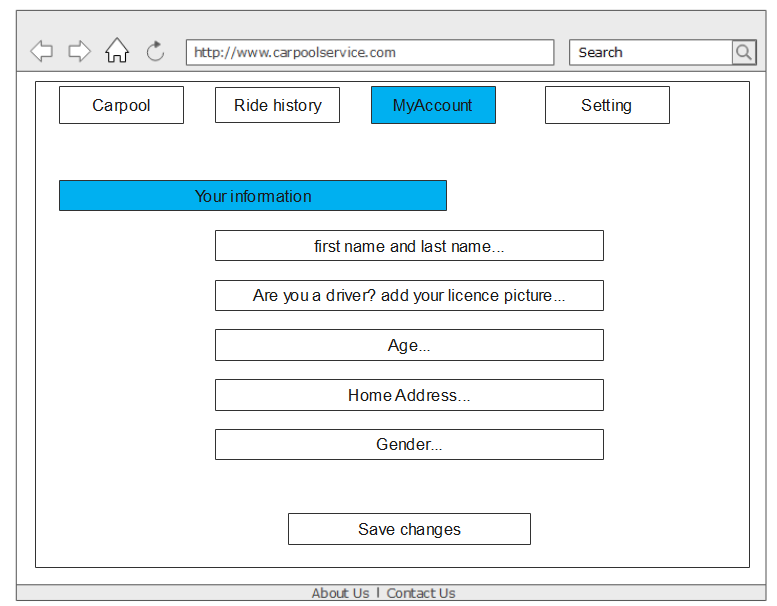 http://www.carpoolservice.com
Search
Carpool
Ride history
MyAccount
Setting
Your information
first name and last name...
Are you a driver? add your licence picture...
Age...
Home Address...
Gender...
Save changes
About Us | Contact Us